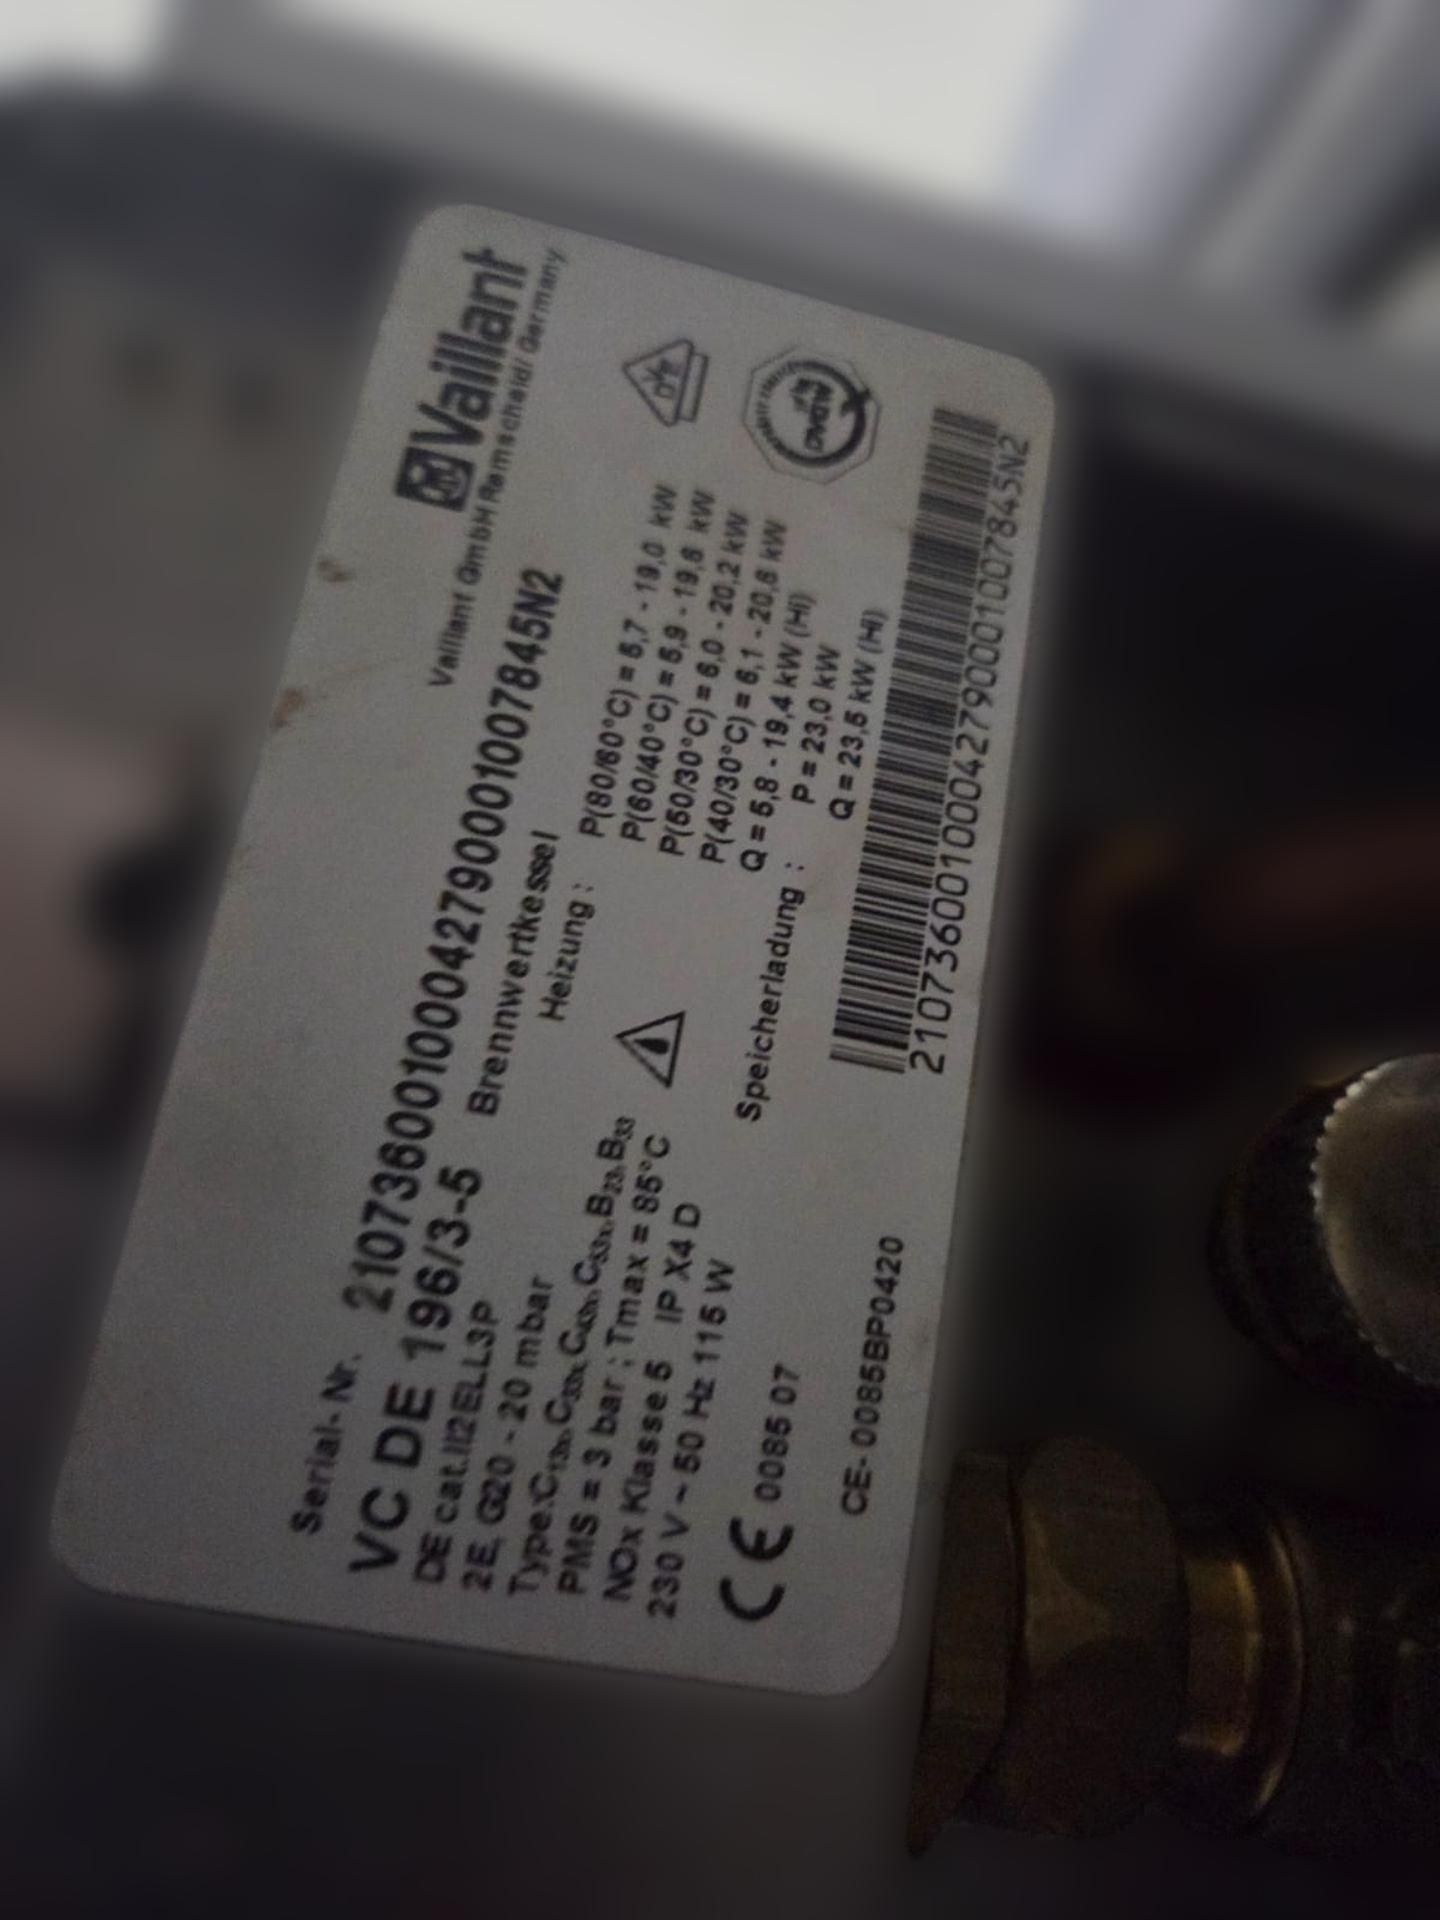 Vaillant
Vaillant GmbH Remscheid/ Germany
Serial- Nr. 21073600100042790001007845N2
VC DE 196/3-5 Brennwertkessel
DE cat.II2ELL3P
2E, G20 - 20 mbar
PMS = 3 bar ; Tmax = 85°C
NOx Klasse 5 IP X4 D
230 V ~ 50 Hz 115 W
CE 0085 07
CE- 0085BP0420
Heizung :
P(80/60°C) = 5,7 - 19,0 kW
P(60/40°C) = 5,9 - 19,6 kW
P(50/30°C) = 6,0 - 20,2 kW
P(40/30°C) = 6,1 - 20,6 kW
Q = 5,8 - 19,4 kW (Hi)
Speicherladung : P = 23,0 kW
Q = 23,5 kW (Hi)
DVGW
21073600100042790001007845N2